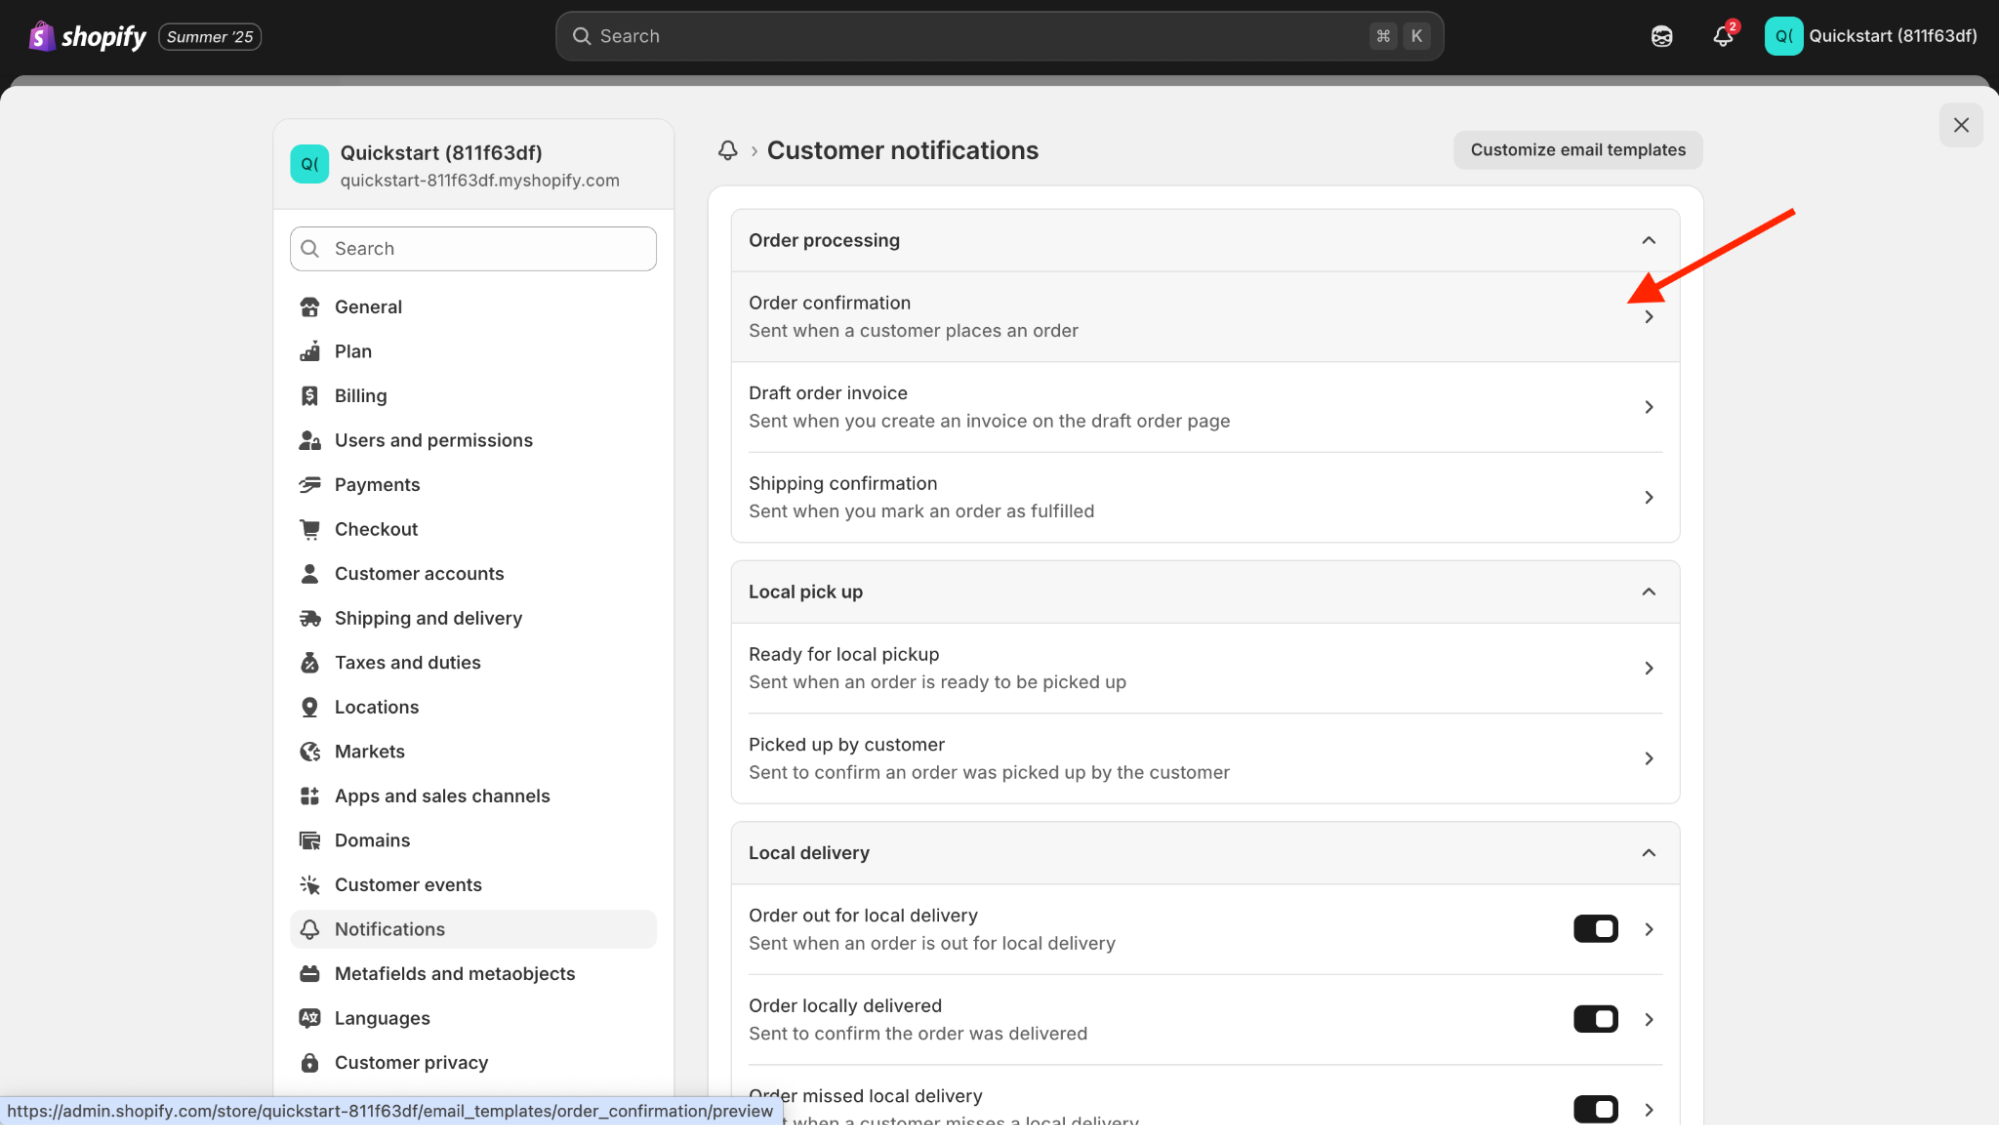 shopify Summer '25
Search
⌘ K
2
Q( Quickstart (811f63df)
Q(
Quickstart (811f63df)
quickstart-811f63df.myshopify.com
Search
General
Plan
Billing
Users and permissions
Payments
Checkout
Customer accounts
Shipping and delivery
Taxes and duties
Locations
Markets
Apps and sales channels
Domains
Customer events
Notifications
Metafields and metaobjects
Languages
Customer privacy
https://admin.shopify.com/store/quickstart-811f63df/email_templates/order_confirmation/preview
› Customer notifications
Customize email templates
Order processing
Order confirmation
Sent when a customer places an order
Draft order invoice
Sent when you create an invoice on the draft order page
Shipping confirmation
Sent when you mark an order as fulfilled
Local pick up
Ready for local pickup
Sent when an order is ready to be picked up
Picked up by customer
Sent to confirm an order was picked up by the customer
Local delivery
Order out for local delivery
Sent when an order is out for local delivery
Order locally delivered
Sent to confirm the order was delivered
Order missed local delivery
when a customer misses a local delivery